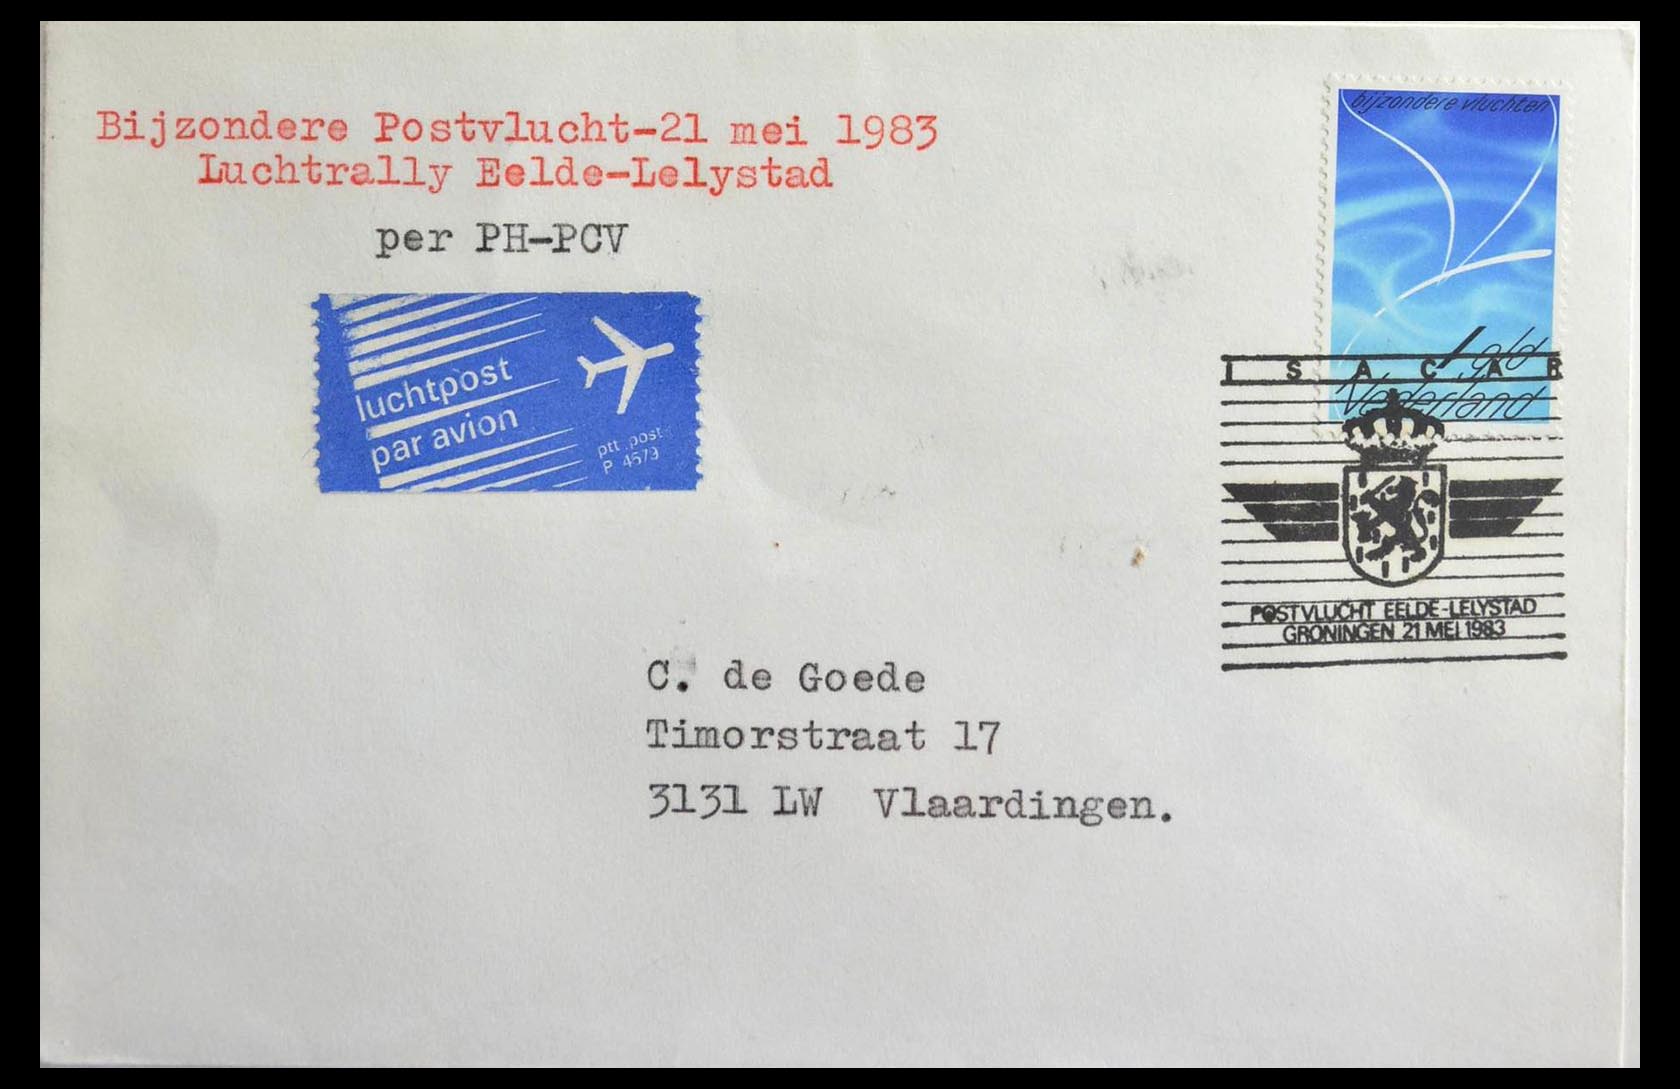 Bijzondere Postvlucht-21 mei 1983
Luchtrally Eelde-Lelystad
per PH-PCV
luchtpost
par avion
ptt post
P 4579
bijzondere vluchten
1 gld
Nederland
I S A C A R
POSTVLUCHT EELDE-LELYSTAD
GRONINGEN 21 MEI 1983
C. de Goede
Timorstraat 17
3131 LW Vlaardingen.